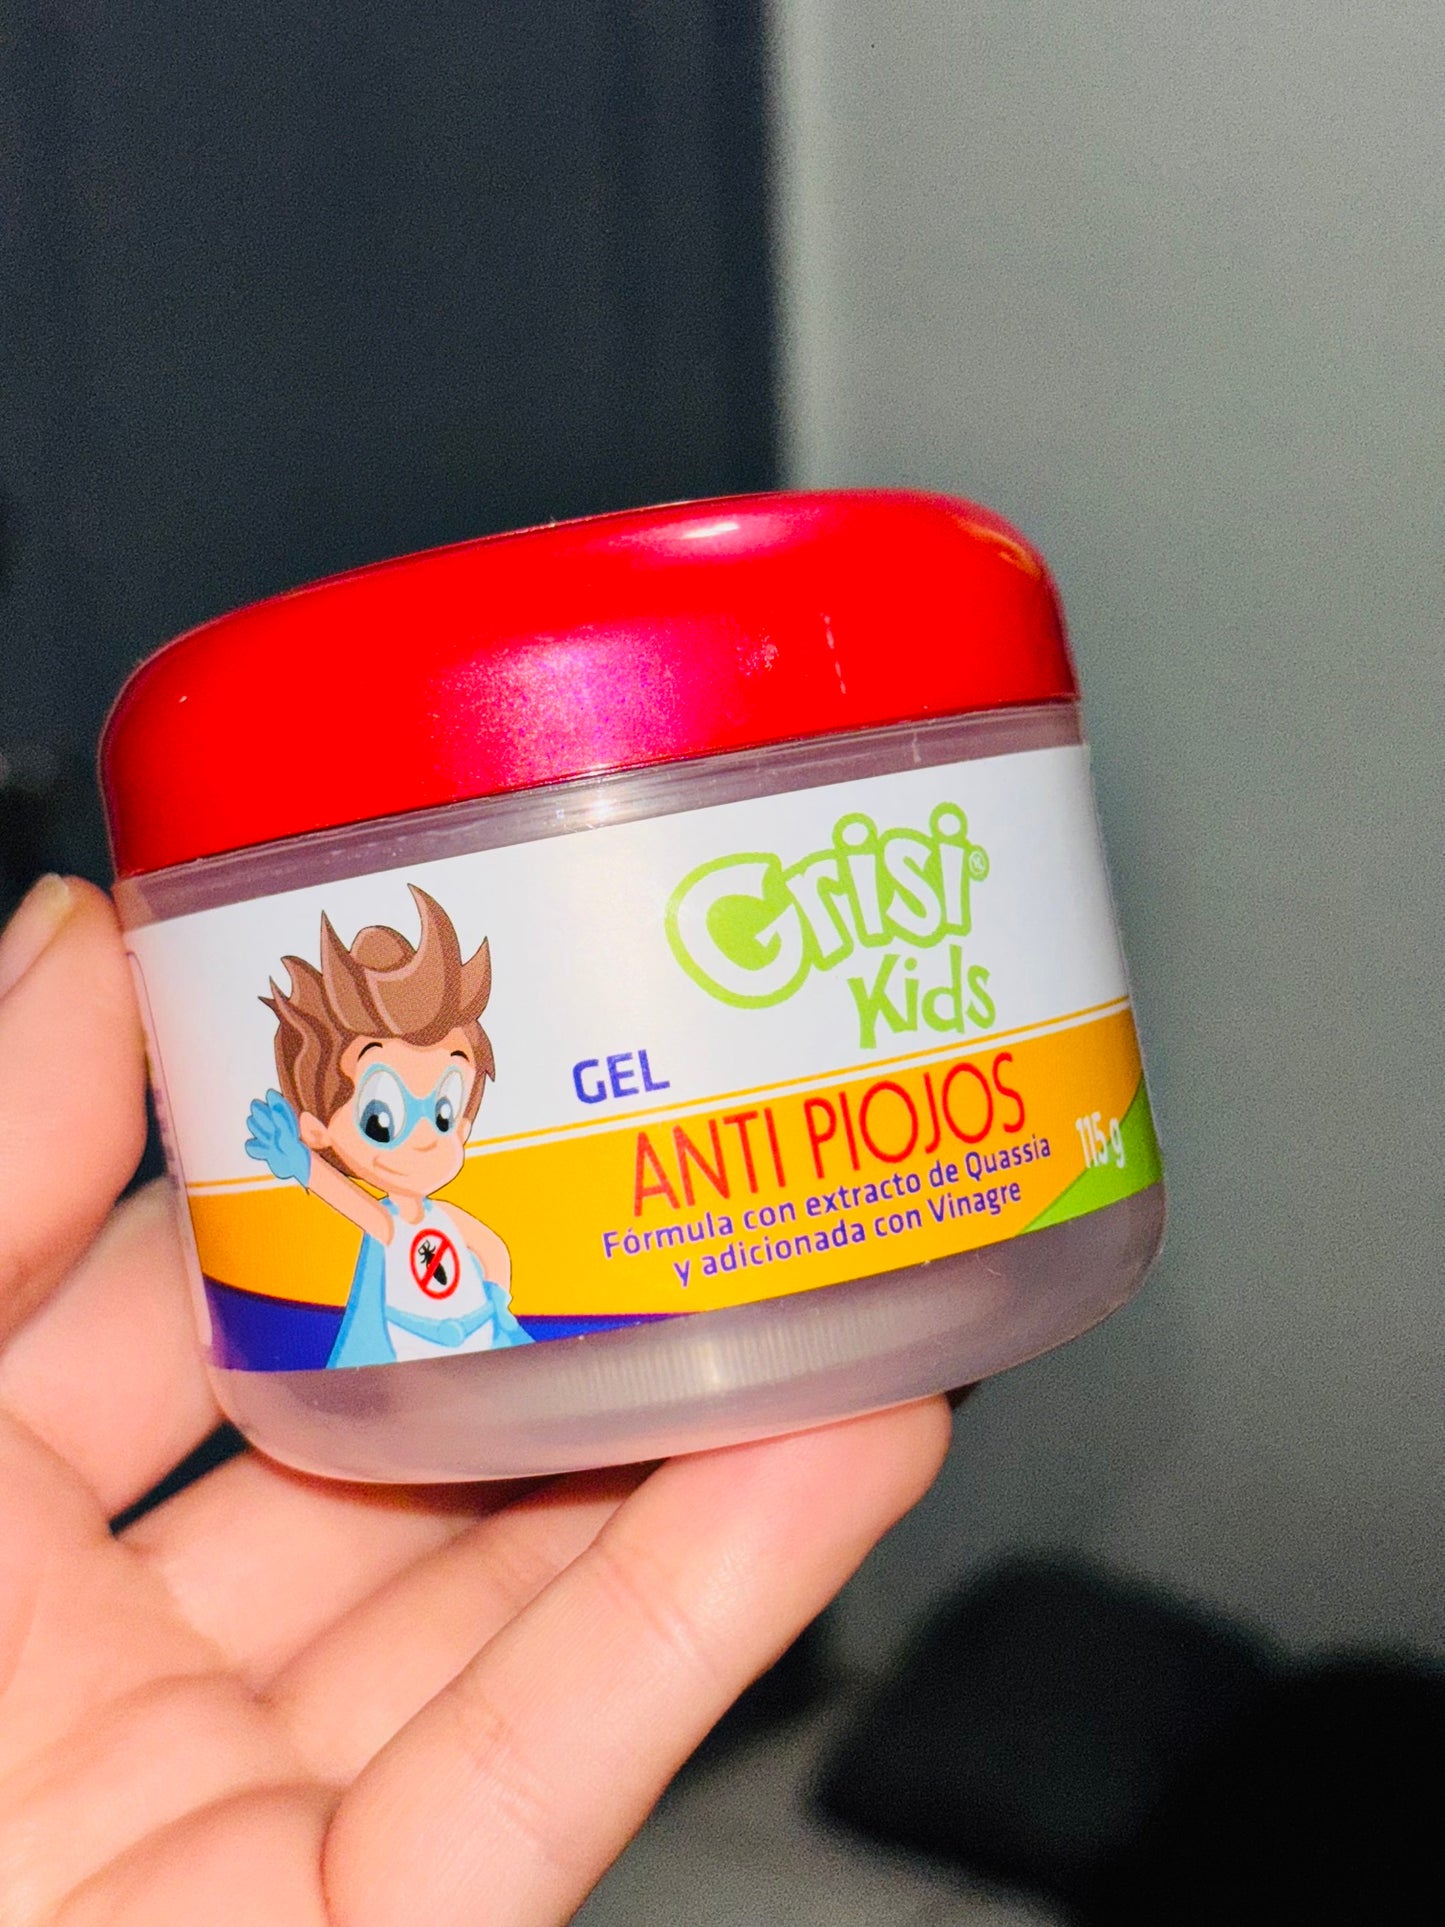 Grisi®
Kids
GEL
ANTI PIOJOS
Fórmula con extracto de Quassia
y adicionada con Vinagre
115 g